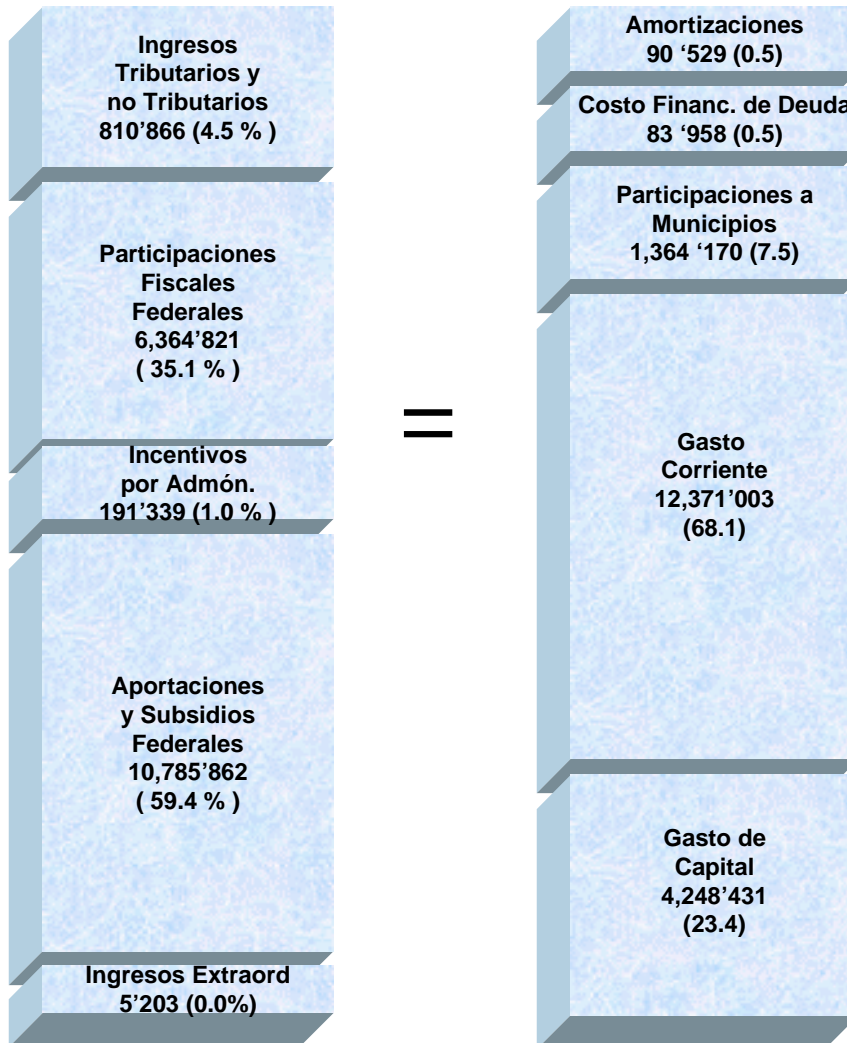 Ingresos
Tributarios y
no Tributarios
810’866 (4.5 % )
Participaciones
Fiscales
Federales
6,364’821
( 35.1 % )
Incentivos
por Admón.
191’339 (1.0 % )
Aportaciones
y Subsidios
Federales
10,785’862
( 59.4 % )
Ingresos Extraord
5’203 (0.0%)
=
Amortizaciones
90 ‘529 (0.5)
Costo Financ. de Deuda
83 ‘958 (0.5)
Participaciones a
Municipios
1,364 ‘170 (7.5)
Gasto
Corriente
12,371’003
(68.1)
Gasto de
Capital
4,248’431
(23.4)